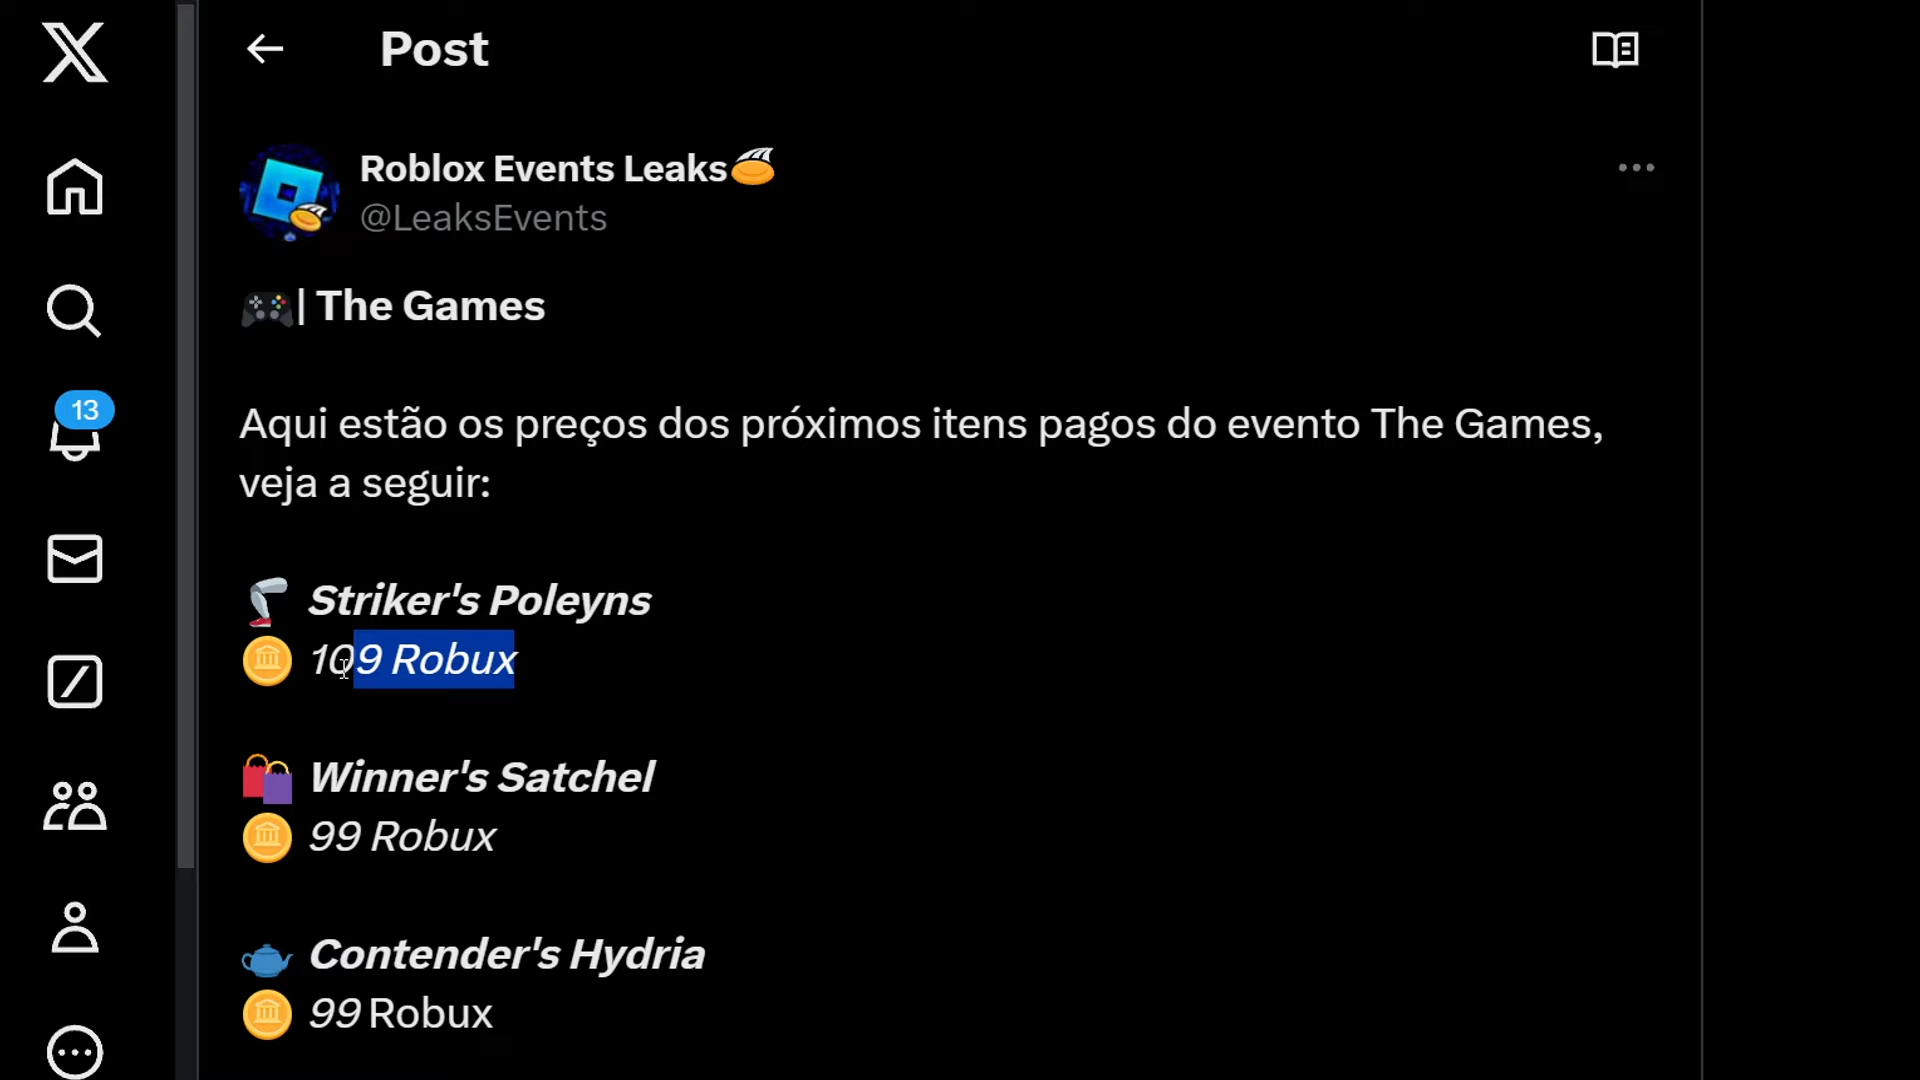 Post
Roblox Events Leaks
@LeaksEvents
| The Games
Aqui estão os preços dos próximos itens pagos do evento The Games,
veja a seguir:
Striker's Poleyns
109 Robux
Winner's Satchel
99 Robux
Contender's Hydria
99 Robux
13